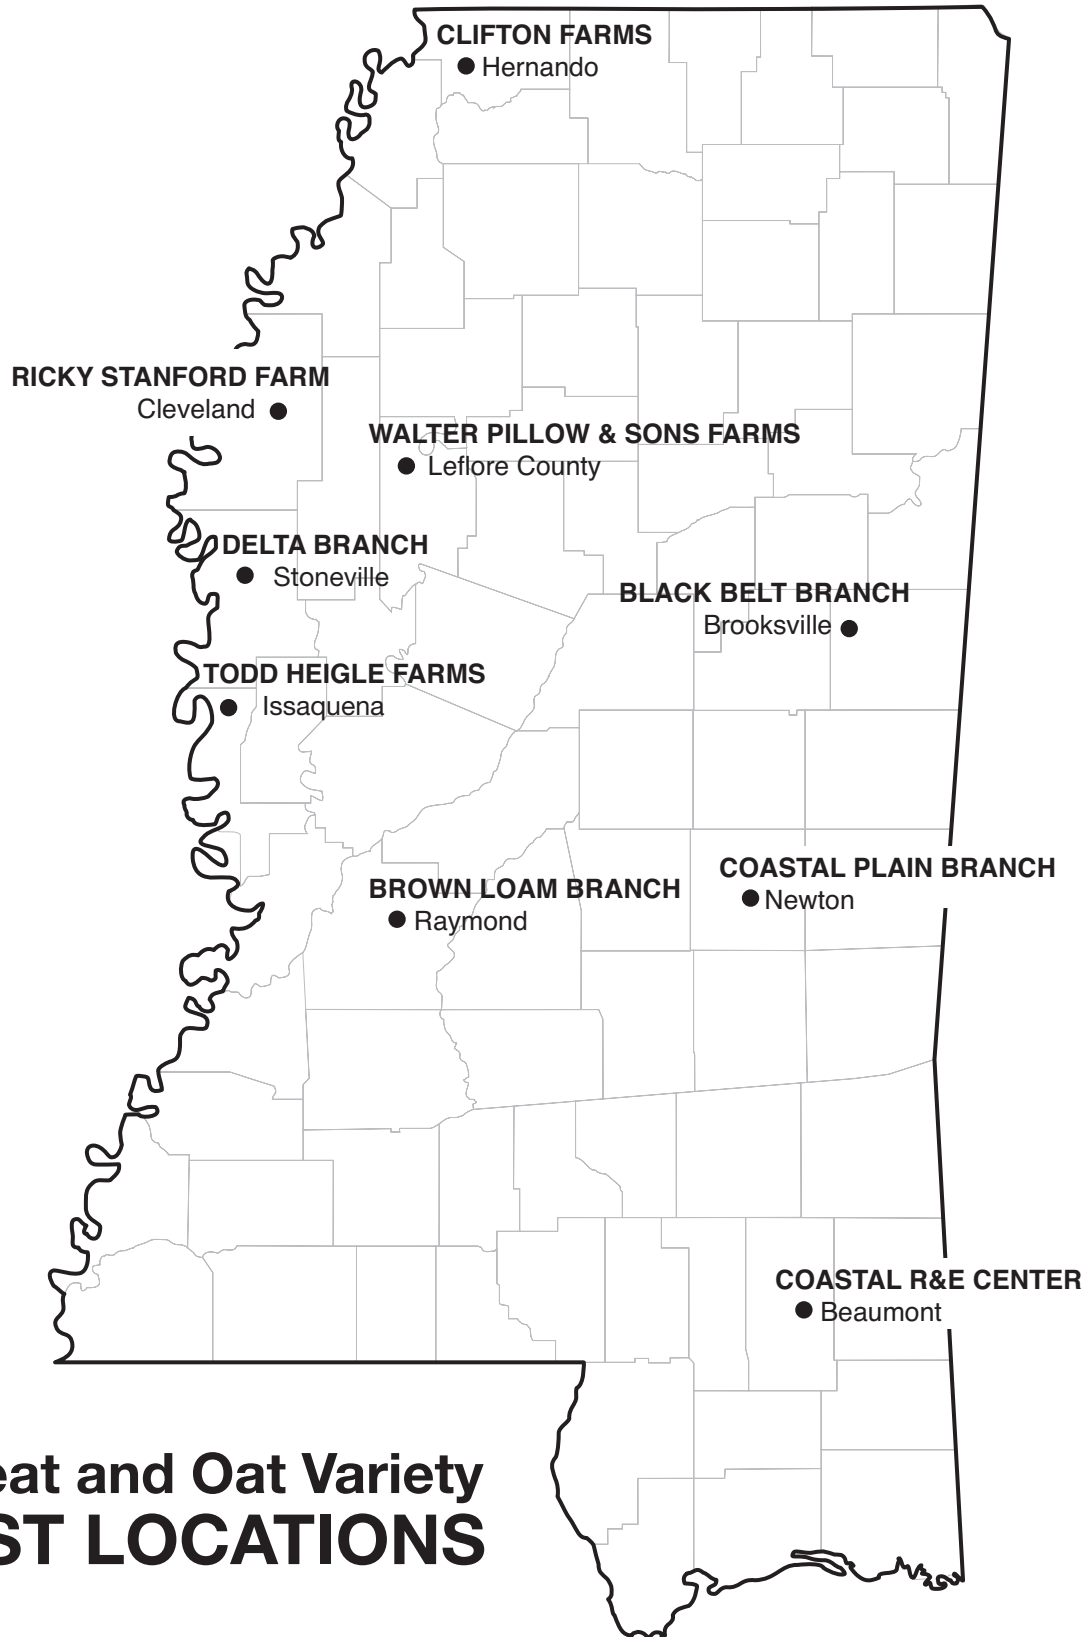 CLIFTON FARMS
Hernando
RICKY STANFORD FARM
Cleveland
WALTER PILLOW & SONS FARMS
Leflore County
DELTA BRANCH
Stoneville
BLACK BELT BRANCH
Brooksville
TODD HEIGLE FARMS
Issaquena
COASTAL PLAIN BRANCH
Newton
BROWN LOAM BRANCH
Raymond
COASTAL R&E CENTER
Beaumont
eat and Oat Variety
ST LOCATIONS